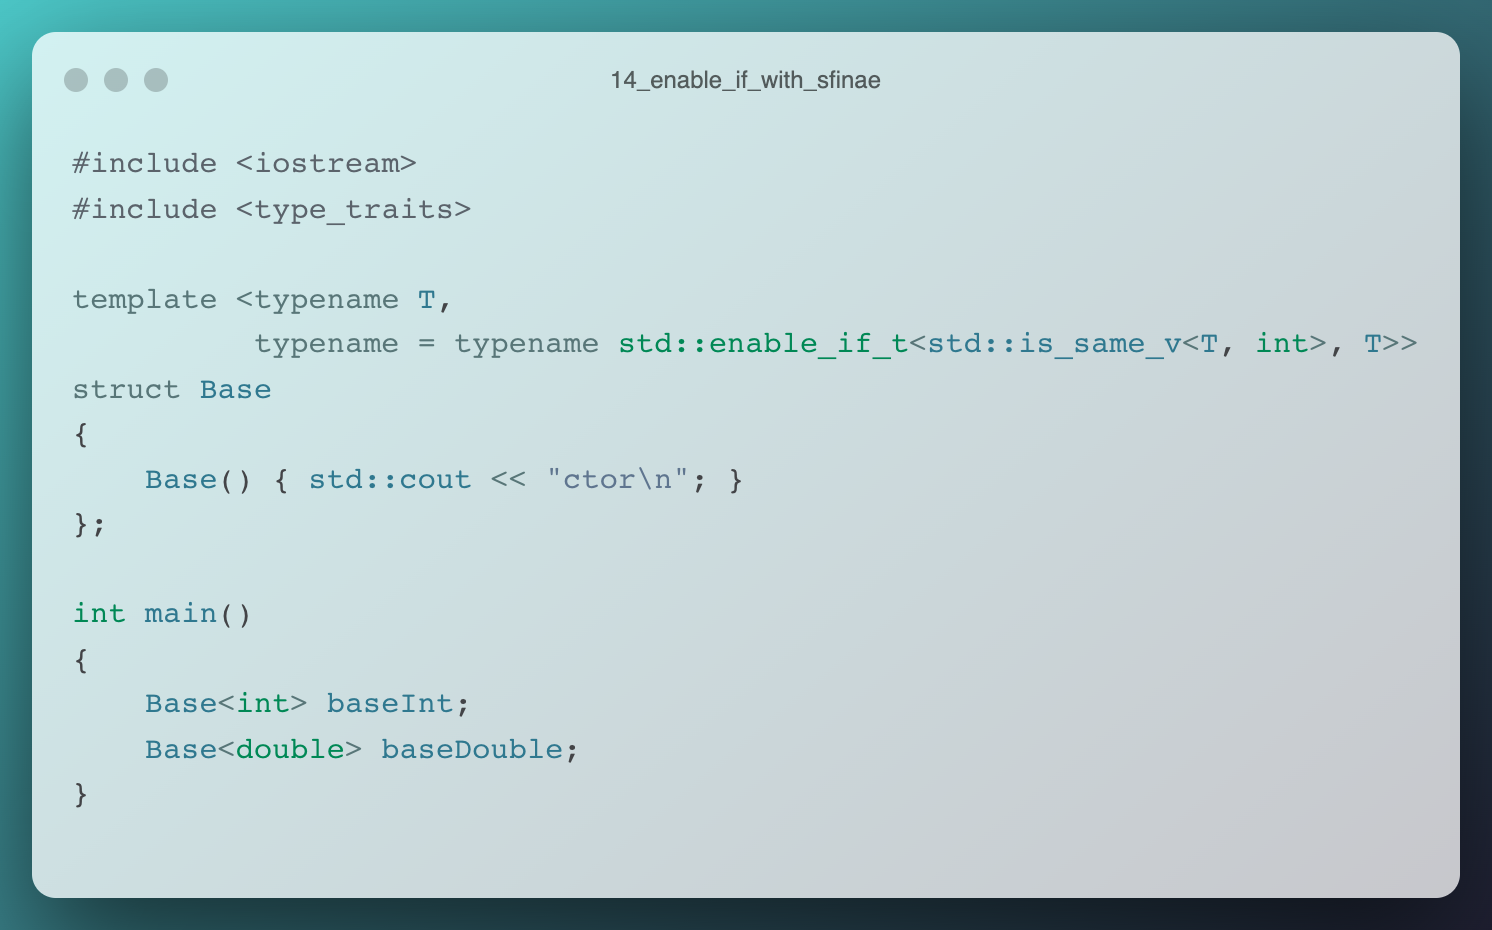 14_enable_if_with_sfinae
#include <iostream>
#include <type_traits>
template <typename T,
          typename = typename std::enable_if_t<std::is_same_v<T, int>, T>>
struct Base
{
    Base() { std::cout << "ctor\n"; }
};
int main()
{
    Base<int> baseInt;
    Base<double> baseDouble;
}